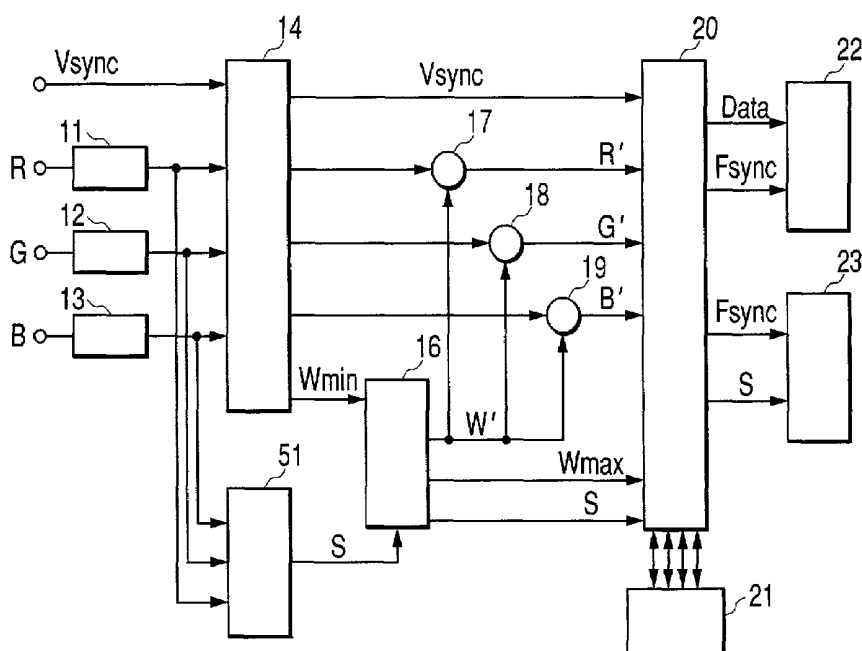 14
20
22
Vsync
Vsync
Data
11
17
R
R′
Fsync
12
18
G
G′
13
19
23
B
B′
Fsync
16
Wmin
S
W′
51
Wmax
S
S
21